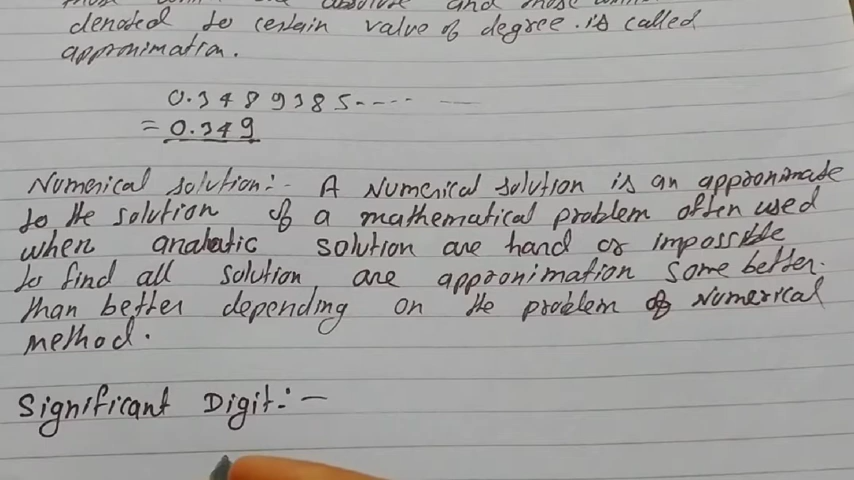 absolute and
denoted to certain value of degree. is called
approximation.
0.3489385.... —
= 0.349
Numerical solution:- A Numerical solution is an approximate
to the solution of a mathematical problem often used
when analatic solution are hard or impossible
to find all solution, are approximation some better.
than better depending on the problem of Numerical
method.
Significant Digit:-